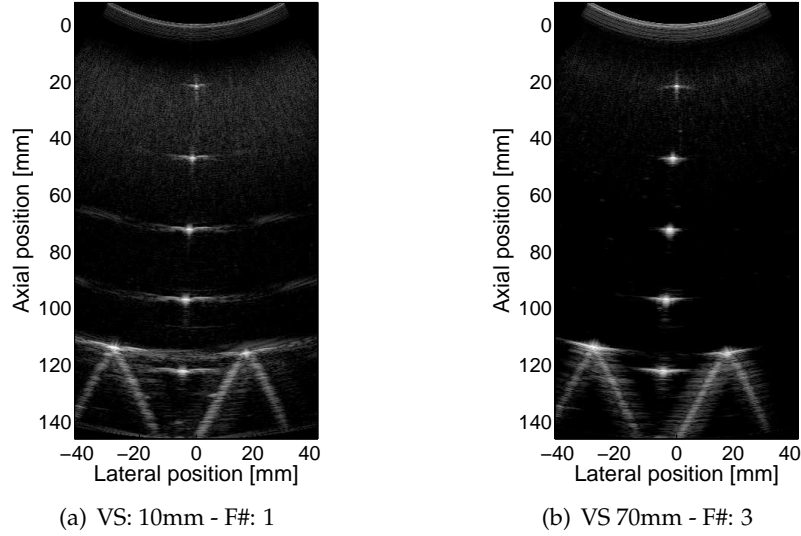 0
20
40
60
80
100
120
140
Axial position [mm]
−40 −20 0 20 40
Lateral position [mm]
(a) VS: 10mm - F#: 1
0
20
40
60
80
100
120
140
Axial position [mm]
−40 −20 0 20 40
Lateral position [mm]
(b) VS 70mm - F#: 3